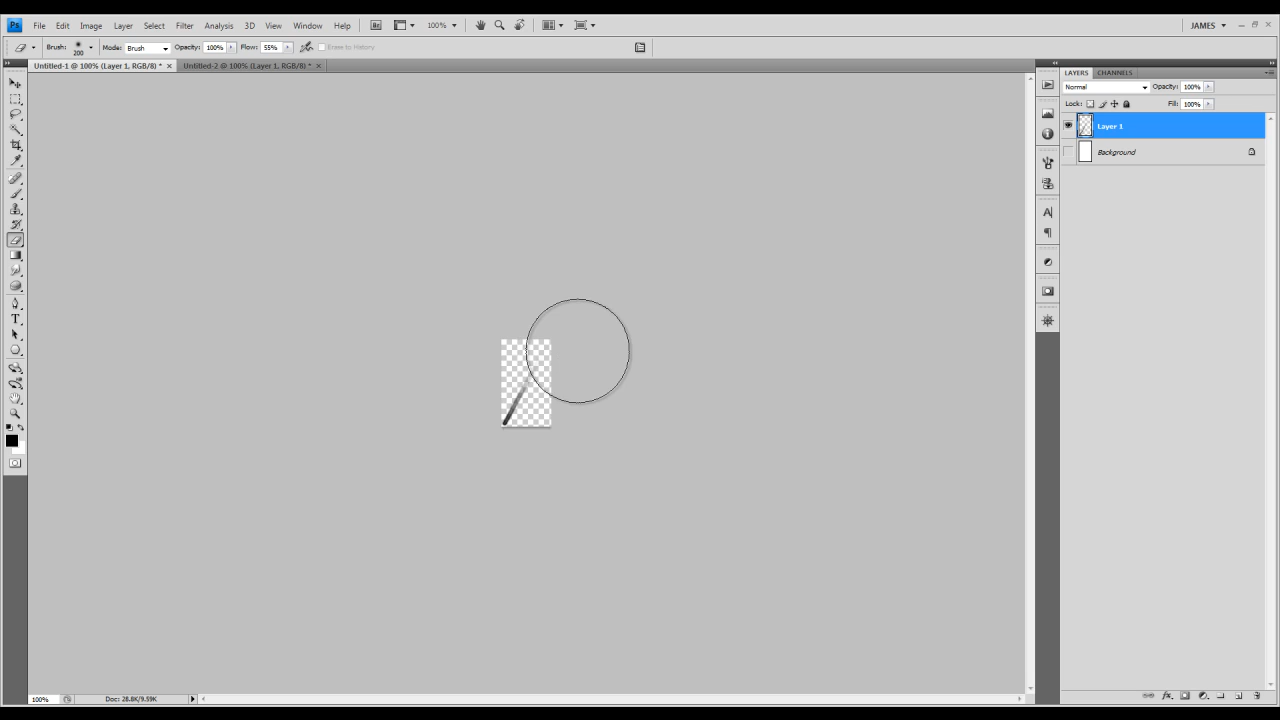 Ps File Edit Image Layer Select Filter Analysis 3D View Window Help Br 100% JAMES
Brush: 200 Mode: Brush Opacity: 100% Flow: 55% Erase to History
Untitled-1 @ 100% (Layer 1, RGB/8) * Untitled-2 @ 100% (Layer 1, RGB/8) *
LAYERS CHANNELS
Normal Opacity: 100%
Lock: Fill: 100%
Layer 1
Background
100% Doc: 28.8K/9.59K